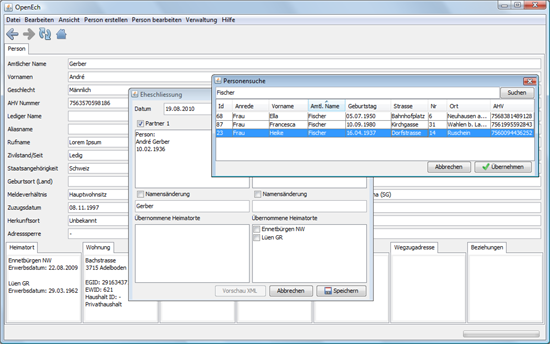 OpenEch
Datei Bearbeiten Ansicht Person erstellen Person bearbeiten Verwaltung Hilfe
Person
Amtlicher Name Gerber
Vornamen André
Geschlecht Männlich
AHV Nummer 7563570598186
Lediger Name
Aliasname
Rufname Lorem Ipsum
Zivilstand/Seit Ledig
Staatsangehörigkeit Schweiz
Geburtsort (Land)
Meldeverhältnis Hauptwohnsitz
(SG)
Zuzugsdatum 08.11.1997
Herkunftsort Unbekannt
Adresssperre -
Heimatort Wohnung Wegzugadresse Beziehungen
Ennetbürgen NW
Erwerbsdatum: 22.08.2009
Lüen GR
Erwerbsdatum: 29.03.1962
Bachstrasse
3715 Adelboden
EGID: 29163437
EWID: 621
Haushalt ID: -
Privathaushalt
Eheschliessung
Datum 19.08.2010
Partner 1
Person:
André Gerber
10.02.1936
Namensänderung Namensänderung
Gerber
Übernommene Heimatorte Übernommene Heimatorte
Ennetbürgen NW
Lüen GR
Vorschau XML Abbrechen Speichern
Personensuche
Fischer Suchen
Id Anrede Vorname Amtl. Name Geburtstag Strasse Nr Ort AHV
68 Frau Ella Fischer 05.07.1950 Bahnhofplatz 6 Neuhausen a... 7568381489128
87 Frau Francesca Fischer 10.09.1980 Kirchgasse 31 Wahlen b. La... 7561995592843
23 Frau Heike Fischer 16.04.1937 Dorfstrasse 14 Ruschein 7560094436252
Abbrechen Übernehmen